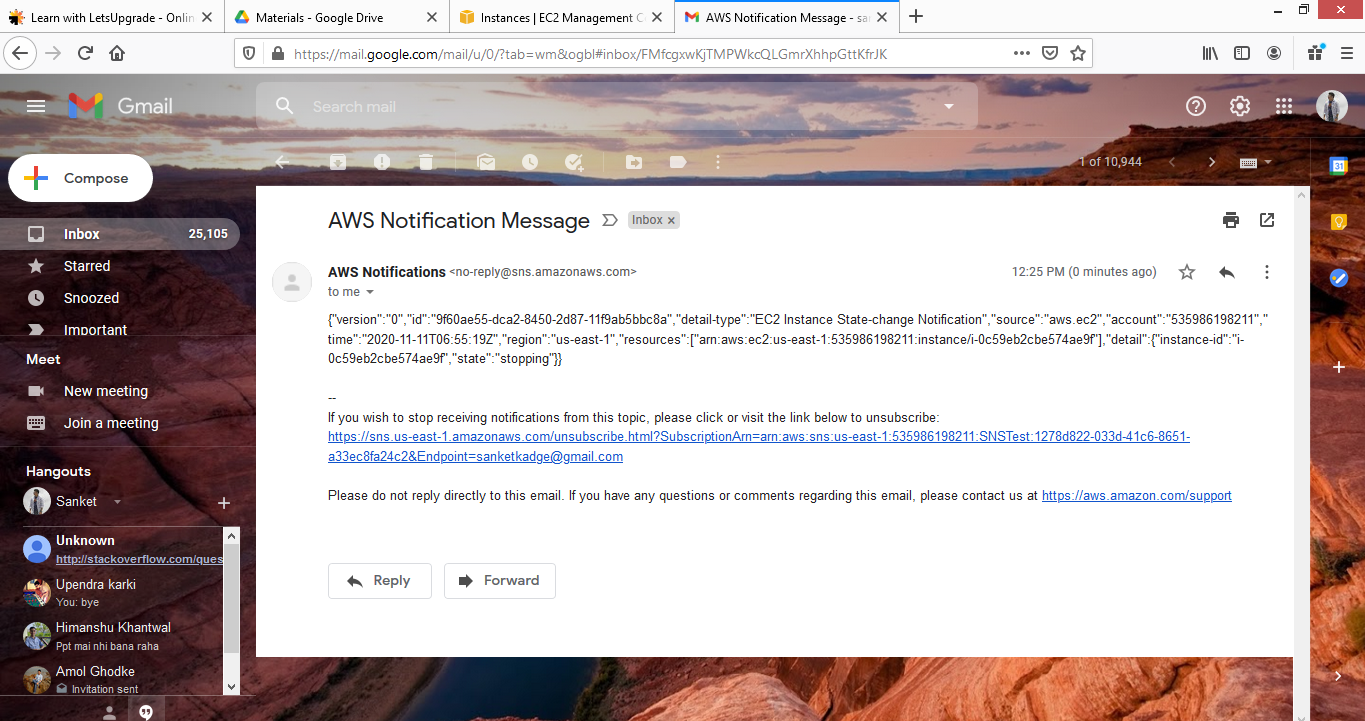 Learn with LetsUpgrade - Onlin
Materials - Google Drive
Instances | EC2 Management C
AWS Notification Message - sa
https://mail.google.com/mail/u/0/?tab=wm&ogbl#inbox/FMfcgxwKjTMPWkcQLGmrXhhpGttKfrJK
Gmail
Search mail
Compose
1 of 10,944
Inbox 25,105
Starred
Snoozed
Important
Meet
New meeting
Join a meeting
Hangouts
Sanket
Unknown
http://stackoverflow.com/ques
Upendra karki
You: bye
Himanshu Khantwal
Ppt mai nhi bana raha
Amol Ghodke
Invitation sent
AWS Notification Message Inbox x
AWS Notifications <no-reply@sns.amazonaws.com> 12:25 PM (0 minutes ago)
to me
{"version":"0","id":"9f60ae55-dca2-8450-2d87-11f9ab5bbc8a","detail-type":"EC2 Instance State-change Notification","source":"aws.ec2","account":"535986198211","
time":"2020-11-11T06:55:19Z","region":"us-east-1","resources":["arn:aws:ec2:us-east-1:535986198211:instance/i-0c59eb2cbe574ae9f"],"detail":{"instance-id":"i-
0c59eb2cbe574ae9f","state":"stopping"}}
--
If you wish to stop receiving notifications from this topic, please click or visit the link below to unsubscribe:
https://sns.us-east-1.amazonaws.com/unsubscribe.html?SubscriptionArn=arn:aws:sns:us-east-1:535986198211:SNSTest:1278d822-033d-41c6-8651-
a33ec8fa24c2&Endpoint=sanketkadge@gmail.com
Please do not reply directly to this email. If you have any questions or comments regarding this email, please contact us at https://aws.amazon.com/support
Reply
Forward
31